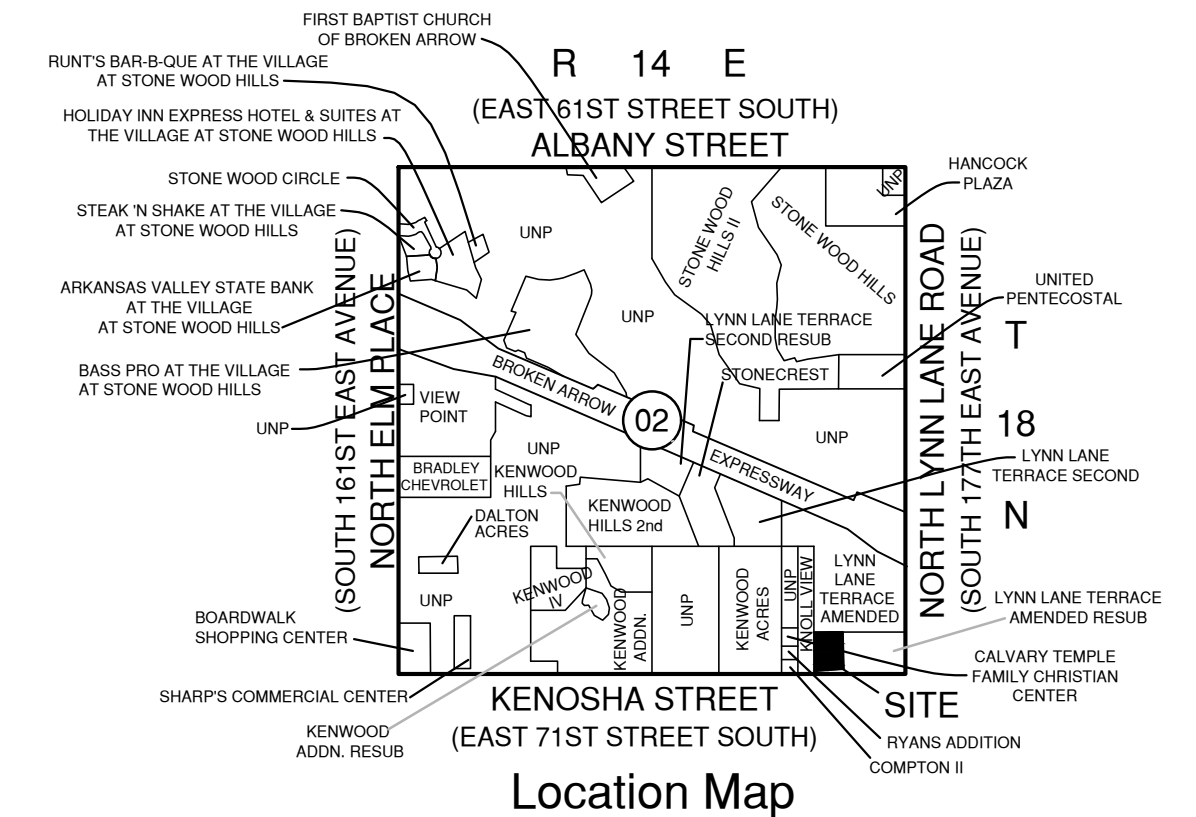 FIRST BAPTIST CHURCH
OF BROKEN ARROW
R 14 E
(EAST 61ST STREET SOUTH)
ALBANY STREET
RUNT'S BAR-B-QUE AT THE VILLAGE
AT STONE WOOD HILLS
HOLIDAY INN EXPRESS HOTEL & SUITES AT
THE VILLAGE AT STONE WOOD HILLS
STONE WOOD CIRCLE
STEAK 'N SHAKE AT THE VILLAGE
AT STONE WOOD HILLS
ARKANSAS VALLEY STATE BANK
AT THE VILLAGE
AT STONE WOOD HILLS
BASS PRO AT THE VILLAGE
AT STONE WOOD HILLS
UNP
(SOUTH 161ST EAST AVENUE)
NORTH ELM PLACE
BOARDWALK
SHOPPING CENTER
SHARP'S COMMERCIAL CENTER
KENWOOD
ADDN. RESUB
UNP
UNP
STONE WOOD
HILLS II
STONE WOOD HILLS
UNP
LYNN LANE TERRACE
SECOND RESUB
STONECREST
BROKEN ARROW
02
EXPRESSWAY
VIEW
POINT
BRADLEY
CHEVROLET
UNP
UNP
KENWOOD
HILLS
KENWOOD
HILLS 2nd
DALTON
ACRES
UNP
KENWOOD
IV
KENWOOD
ADDN.
UNP
KENWOOD
ACRES
UNP
KNOLL VIEW
LYNN
LANE
TERRACE
AMENDED
HANCOCK
PLAZA
NORTH LYNN LANE ROAD
(SOUTH 177TH EAST AVENUE)
UNITED
PENTECOSTAL
T
18
N
LYNN LANE
TERRACE SECOND
LYNN LANE TERRACE
AMENDED RESUB
CALVARY TEMPLE
FAMILY CHRISTIAN
CENTER
SITE
RYANS ADDITION
COMPTON II
KENOSHA STREET
(EAST 71ST STREET SOUTH)
Location Map